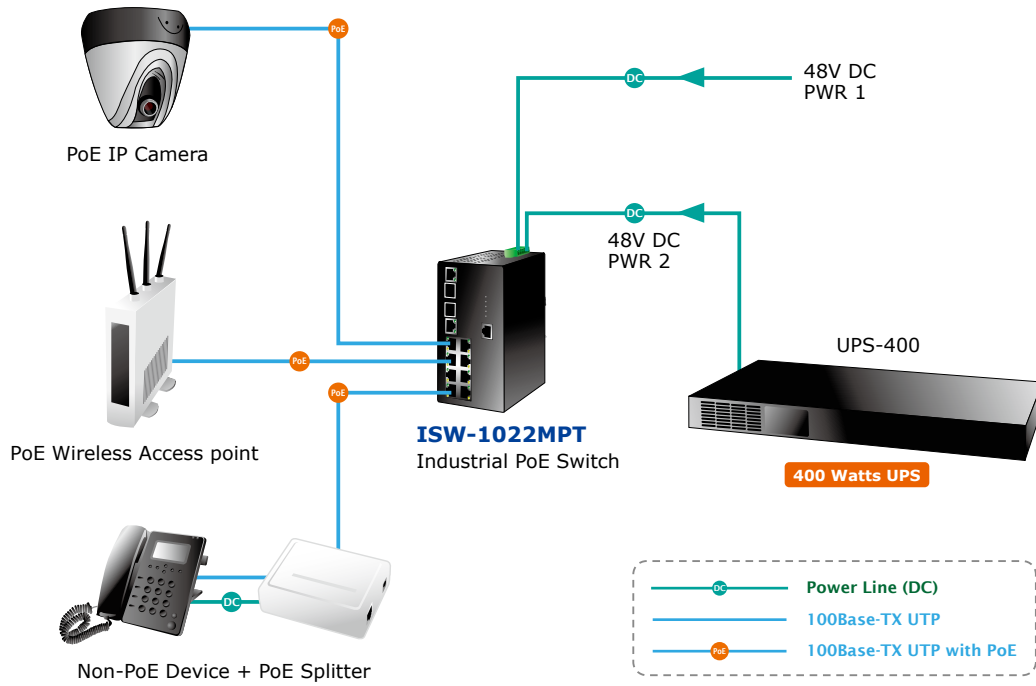 PoE
DC
48V DC
PWR 1
PoE IP Camera
DC
48V DC
PWR 2
UPS-400
PoE
PoE
ISW-1022MPT
Industrial PoE Switch
PoE Wireless Access point
400 Watts UPS
DC
Non-PoE Device + PoE Splitter
DC
Power Line (DC)
100Base-TX UTP
PoE
100Base-TX UTP with PoE